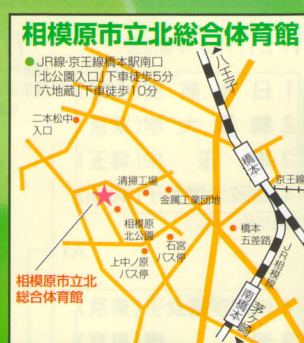 相模原市立北総合体育館
●JR線・京王線橋本駅南口
「北公園入口」下車徒歩5分
「六地蔵」下車徒歩10分
八王子
二本松中
入口
橋本
京王線
清掃工場
金属工業団地
相模原
北公園
橋本
五差路
石宮
バス停
上中ノ原
バス停
JR相模線
相模原市立北
総合体育館
南橋本
茅ヶ崎